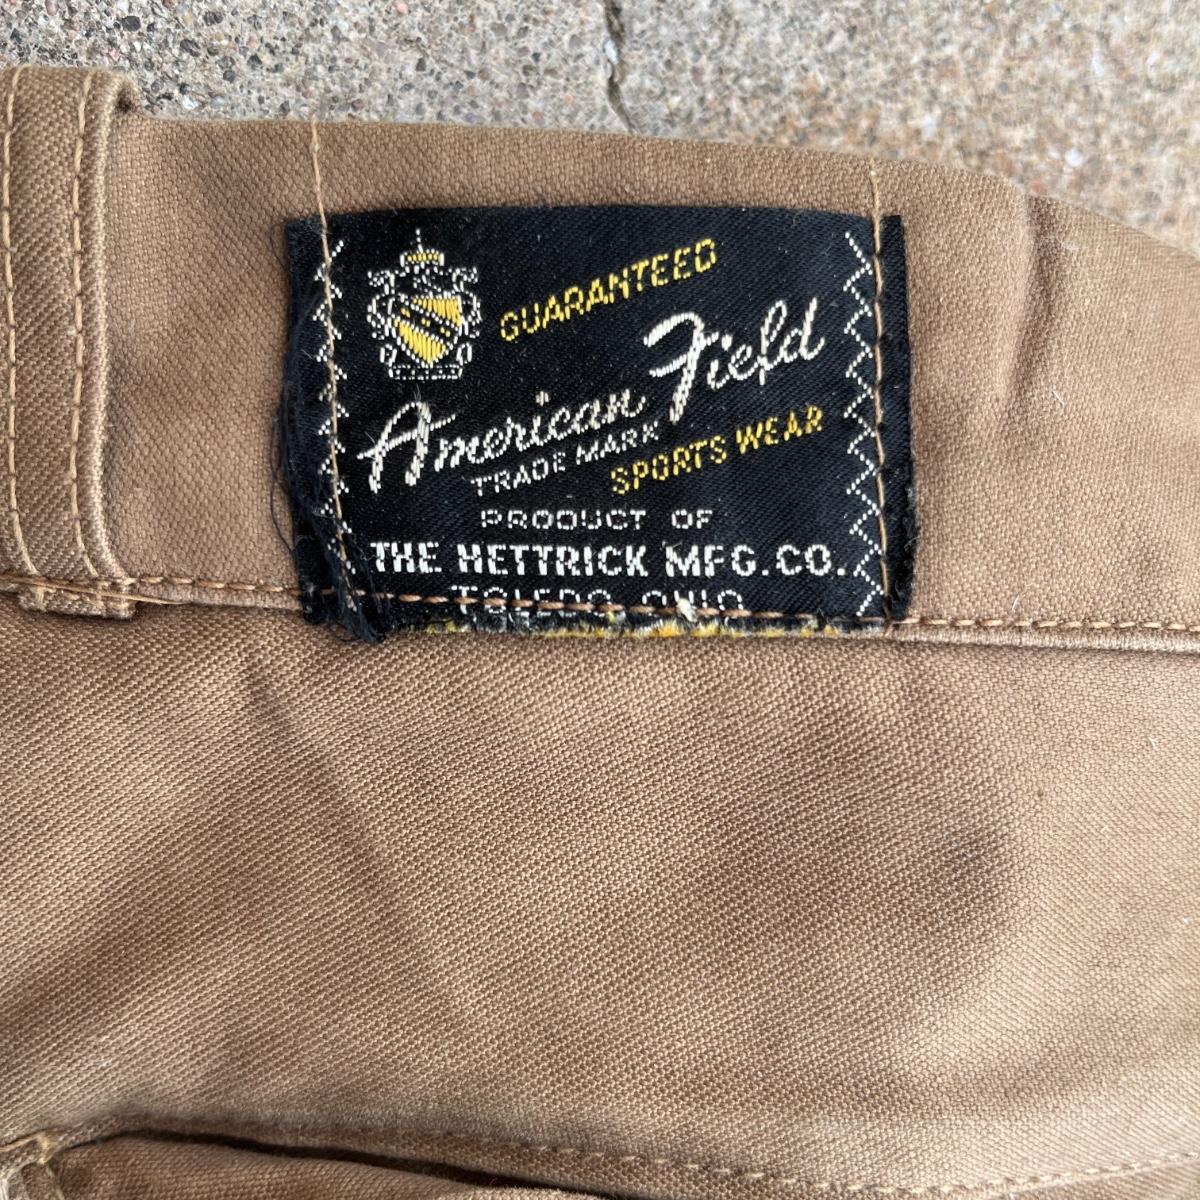 GUARANTEED
American Field
TRADE MARK
SPORTS WEAR
PRODUCT OF
THE HETTRICK MFG.CO.
TOLEDO, OHIO